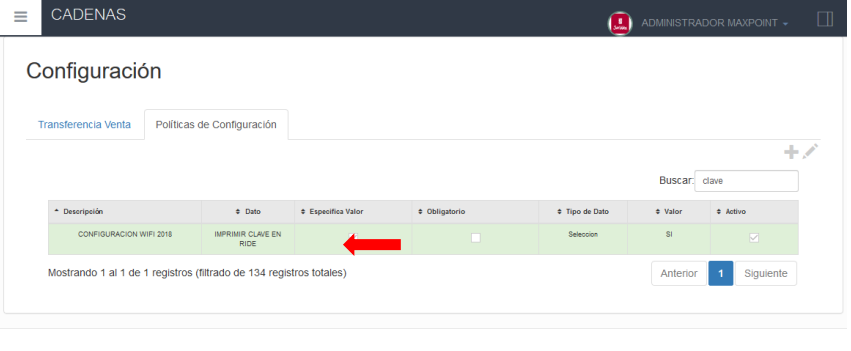 CADENAS
ADMINISTRADOR MAXPOINT
Configuración
Transferencia Venta Políticas de Configuración
Buscar: clave
Descripción Dato Especifica Valor Obligatorio Tipo de Dato Valor Activo
CONFIGURACION WIFI 2018 IMPRIMIR CLAVE EN RIDE Seleccion SI
Mostrando 1 al 1 de 1 registros (filtrado de 134 registros totales)
Anterior 1 Siguiente